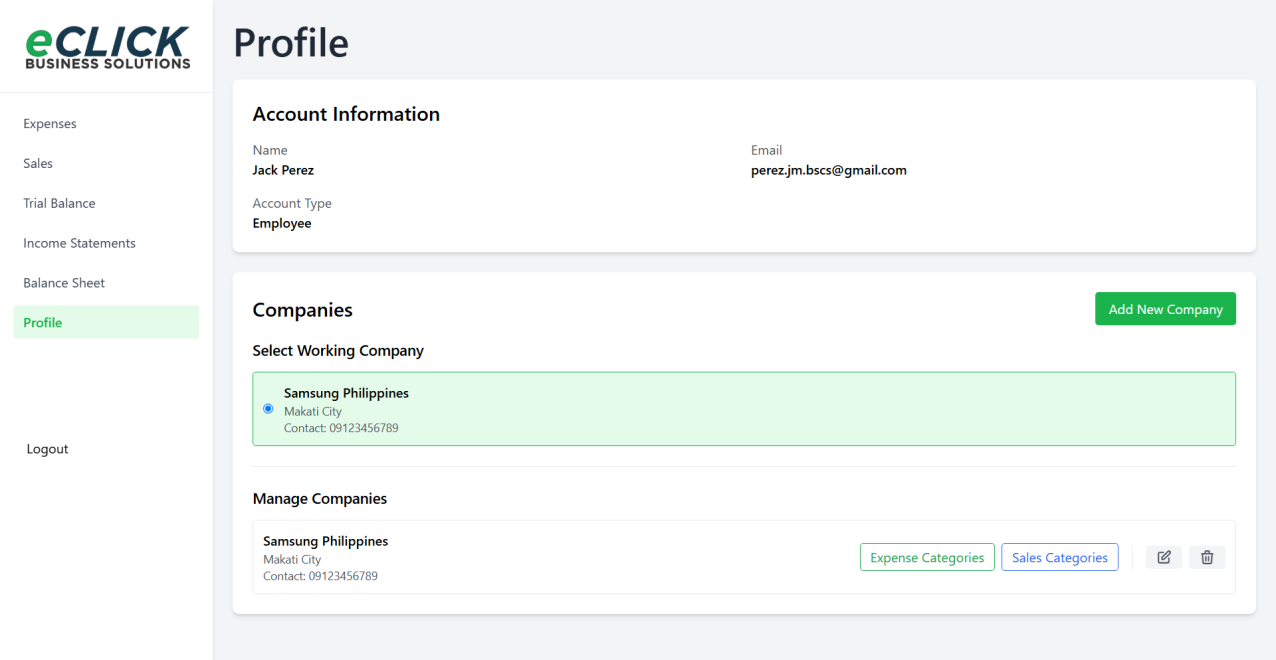 eCLICK
BUSINESS SOLUTIONS
Expenses
Sales
Trial Balance
Income Statements
Balance Sheet
Profile
Logout
Profile
Account Information
Name
Jack Perez
Email
perez.jm.bscs@gmail.com
Account Type
Employee
Companies
Add New Company
Select Working Company
Samsung Philippines
Makati City
Contact: 09123456789
Manage Companies
Samsung Philippines
Makati City
Contact: 09123456789
Expense Categories
Sales Categories